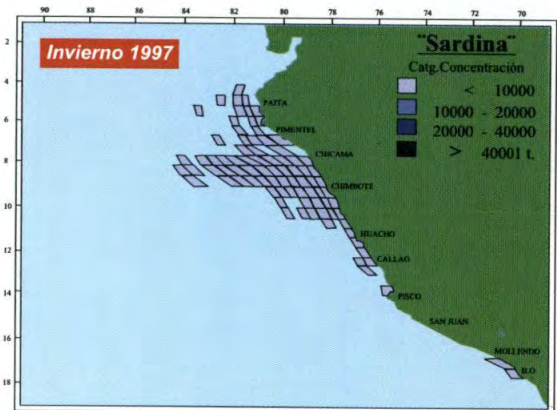 90 88 86 84 82 80 78 76 74 72 70
Invierno 1997
"Sardina"
Catg.Concentración
< 10000
10000 - 20000
20000 - 40000
> 40001 t.
2
4
6
8
10
12
14
16
18
PAITA
PIMENTEL
CHICAMA
CHIMBOTE
HUACHO
CALLAO
PISCO
SAN JUAN
MOLLENDO
ILO